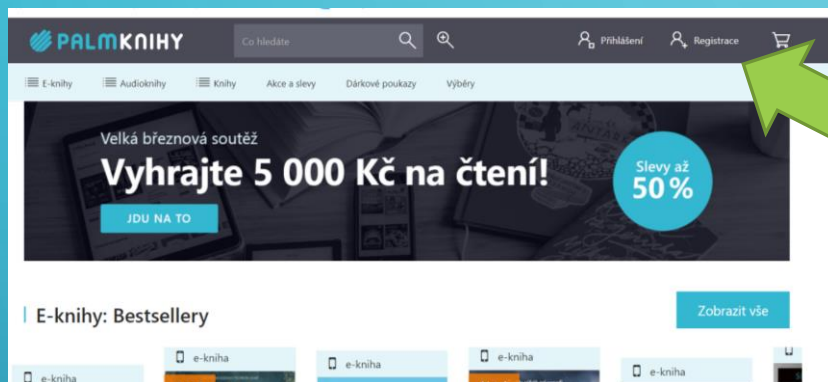 PALMKNIHY
Co hledáte
Přihlášení
Registrace
E-knihy
Audioknihy
Knihy
Akce a slevy
Dárkové poukazy
Výběry
Velká březnová soutěž
Vyhrajte 5 000 Kč na čtení!
JDU NA TO
Slevy až
50 %
E-knihy: Bestsellery
Zobrazit vše
e-kniha
e-kniha
e-kniha
e-kniha
e-kniha